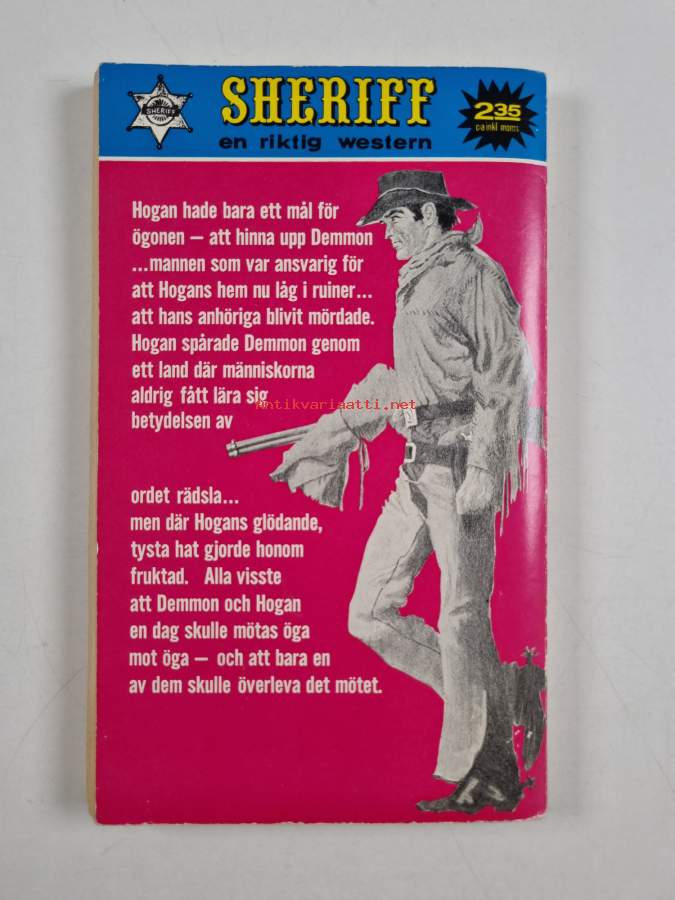 SHERIFF
SHERIFF
en riktig western
2.35
ca inkl moms
Hogan hade bara ett mål för
ögonen — att hinna upp Demmon
...mannen som var ansvarig för
att Hogans hem nu låg i ruiner...
att hans anhöriga blivit mördade.
Hogan spårade Demmon genom
ett land där människorna
aldrig fått lära sig
Antikvariaatti.net
betydelsen av
ordet rädsla...
men där Hogans glödande,
tysta hat gjorde honom
fruktad. Alla visste
att Demmon och Hogan
en dag skulle mötas öga
mot öga — och att bara en
av dem skulle överleva det mötet.